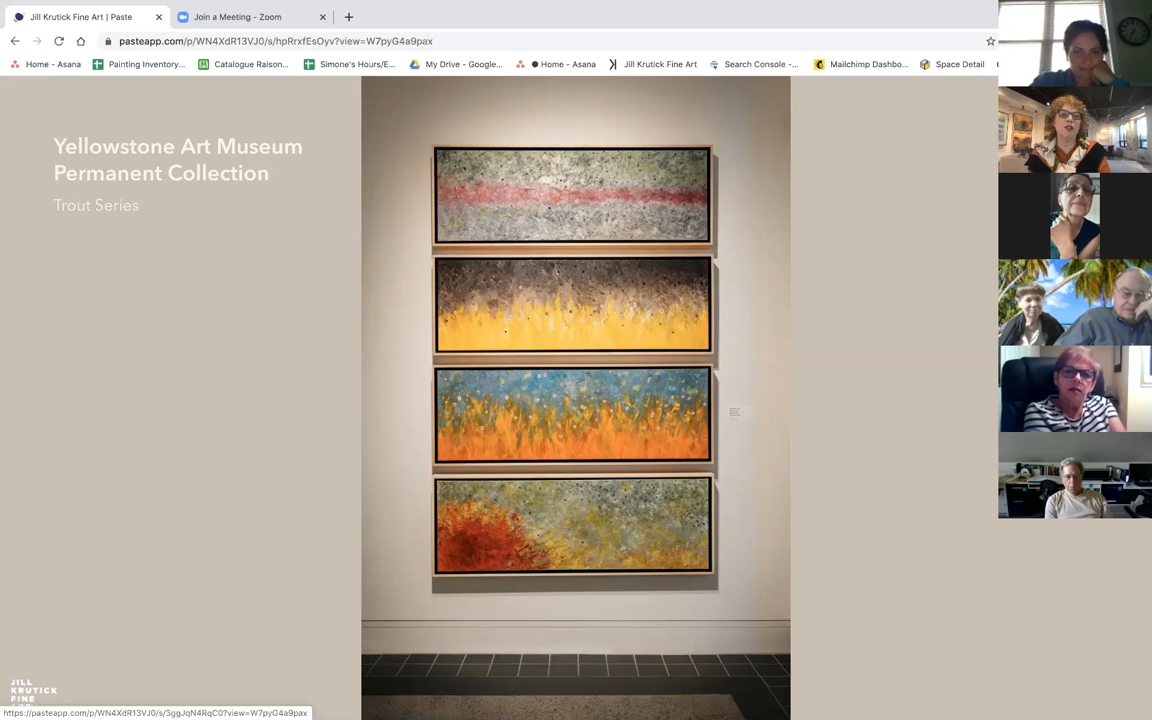 Jill Krutick Fine Art | Paste
Join a Meeting - Zoom
pasteapp.com/p/WN4XdR13VJ0/s/hpRrxfEsOyv?view=W7pyG4a9pax
Home - Asana
Painting Inventory...
Catalogue Raison...
Simone's Hours/E...
My Drive - Google...
Home - Asana
Jill Krutick Fine Art
Search Console -...
Mailchimp Dashbo...
Space Detail
Yellowstone Art Museum
Permanent Collection
Trout Series
JILL
KRUTICK
FINE
https://pasteapp.com/p/WN4XdR13VJ0/s/3ggJqN4RqC0?view=W7pyG4a9pax